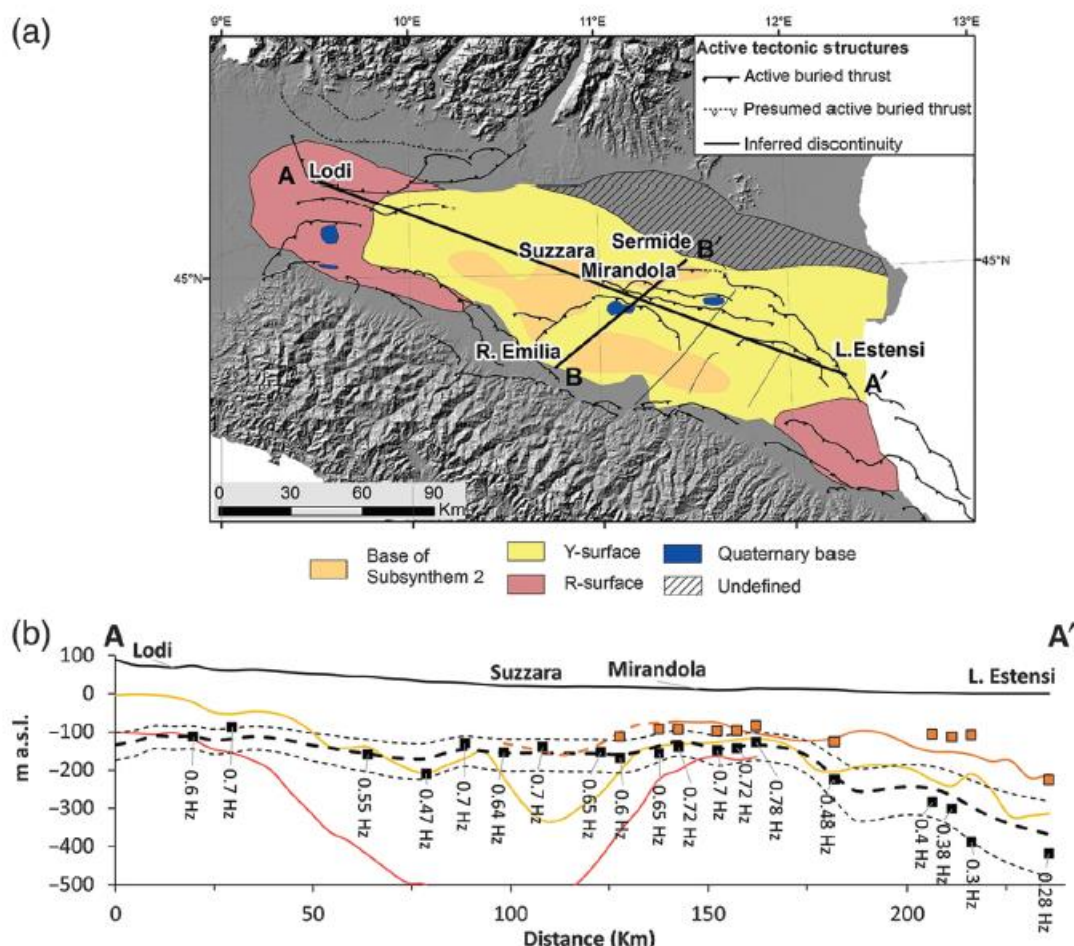 (a)
9°E 10°E 11°E 12°E 13°E
Active tectonic structures
Active buried thrust
Presumed active buried thrust
Inferred discontinuity
A Lodi
Suzzara
Sermide B′
Mirandola
45°N
45°N
R. Emilia
B
L.Estensi
A′
0 30 60 90
Km
Base of Subsynthem 2
Y-surface
R-surface
Quaternary base
Undefined
(b)
A A′
Lodi
Suzzara
Mirandola
L. Estensi
100
0
−100
−200
−300
−400
−500
m a.s.l.
0.6 Hz
0.7 Hz
0.55 Hz
0.47 Hz
0.7 Hz
0.64 Hz
0.7 Hz
0.65 Hz
0.6 Hz
0.65 Hz
0.72 Hz
0.7 Hz
0.72 Hz
0.78 Hz
0.48 Hz
0.4 Hz
0.38 Hz
0.3 Hz
0.28 Hz
0 50 100 150 200
Distance (Km)